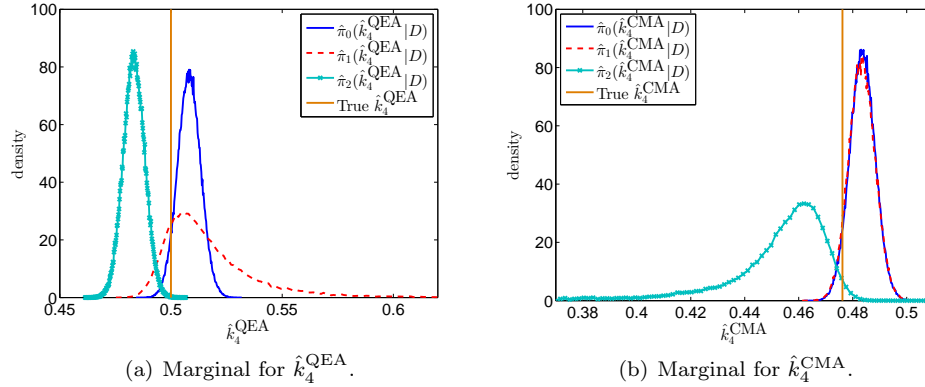 100
80
60
40
20
0
density
0.45
0.5
0.55
0.6
k̂₄^QEA
π̂₀(k̂₄^QEA|D)
π̂₁(k̂₄^QEA|D)
π̂₂(k̂₄^QEA|D)
True k̂₄^QEA
(a) Marginal for k̂₄^QEA.
100
80
60
40
20
0
density
0.38
0.4
0.42
0.44
0.46
0.48
0.5
k̂₄^CMA
π̂₀(k̂₄^CMA|D)
π̂₁(k̂₄^CMA|D)
π̂₂(k̂₄^CMA|D)
True k̂₄^CMA
(b) Marginal for k̂₄^CMA.